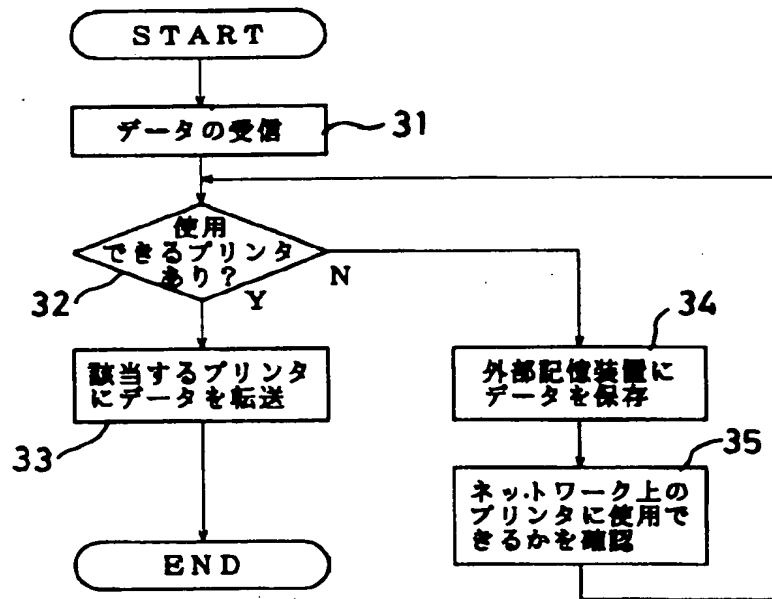 START
データの受信
31
使用
できるプリンタ
あり?
32
Y
N
該当するプリンタ
にデータを転送
33
34
外部記憶装置に
データを保存
35
ネットワーク上の
プリンタに使用で
きるかを確認
END